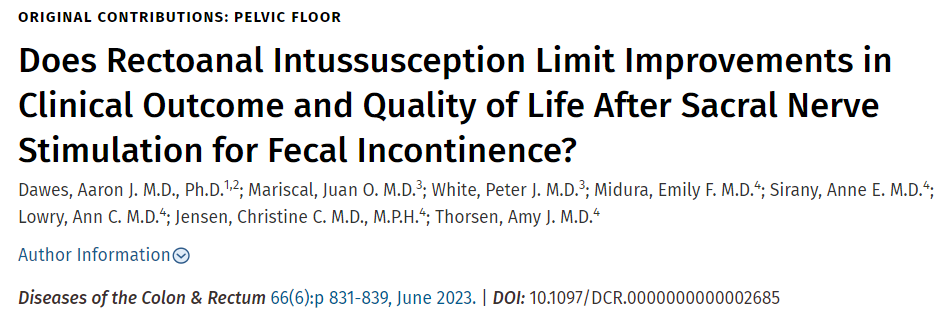 ORIGINAL CONTRIBUTIONS: PELVIC FLOOR
Does Rectoanal Intussusception Limit Improvements in
Clinical Outcome and Quality of Life After Sacral Nerve
Stimulation for Fecal Incontinence?
Dawes, Aaron J. M.D., Ph.D.1,2; Mariscal, Juan O. M.D.3; White, Peter J. M.D.3; Midura, Emily F. M.D.4; Sirany, Anne E. M.D.4;
Lowry, Ann C. M.D.4; Jensen, Christine C. M.D., M.P.H.4; Thorsen, Amy J. M.D.4
Author Information
Diseases of the Colon & Rectum 66(6):p 831-839, June 2023. | DOI: 10.1097/DCR.0000000000002685